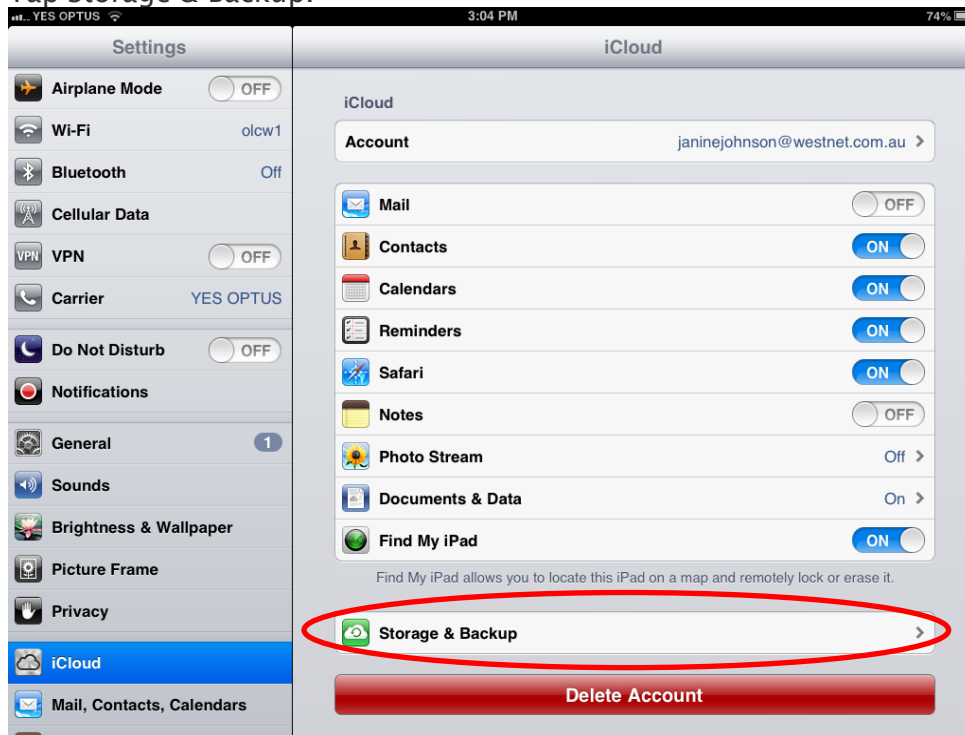 Tap Storage & Backup.
YES OPTUS 3:04 PM 74%
Settings
iCloud
Airplane Mode OFF
Wi-Fi olcw1
Bluetooth Off
Cellular Data
VPN VPN OFF
Carrier YES OPTUS
Do Not Disturb OFF
Notifications
General 1
Sounds
Brightness & Wallpaper
Picture Frame
Privacy
iCloud
Mail, Contacts, Calendars
iCloud
Account janinejohnson@westnet.com.au >
Mail OFF
Contacts ON
Calendars ON
Reminders ON
Safari ON
Notes OFF
Photo Stream Off >
Documents & Data On >
Find My iPad ON
Find My iPad allows you to locate this iPad on a map and remotely lock or erase it.
Storage & Backup >
Delete Account